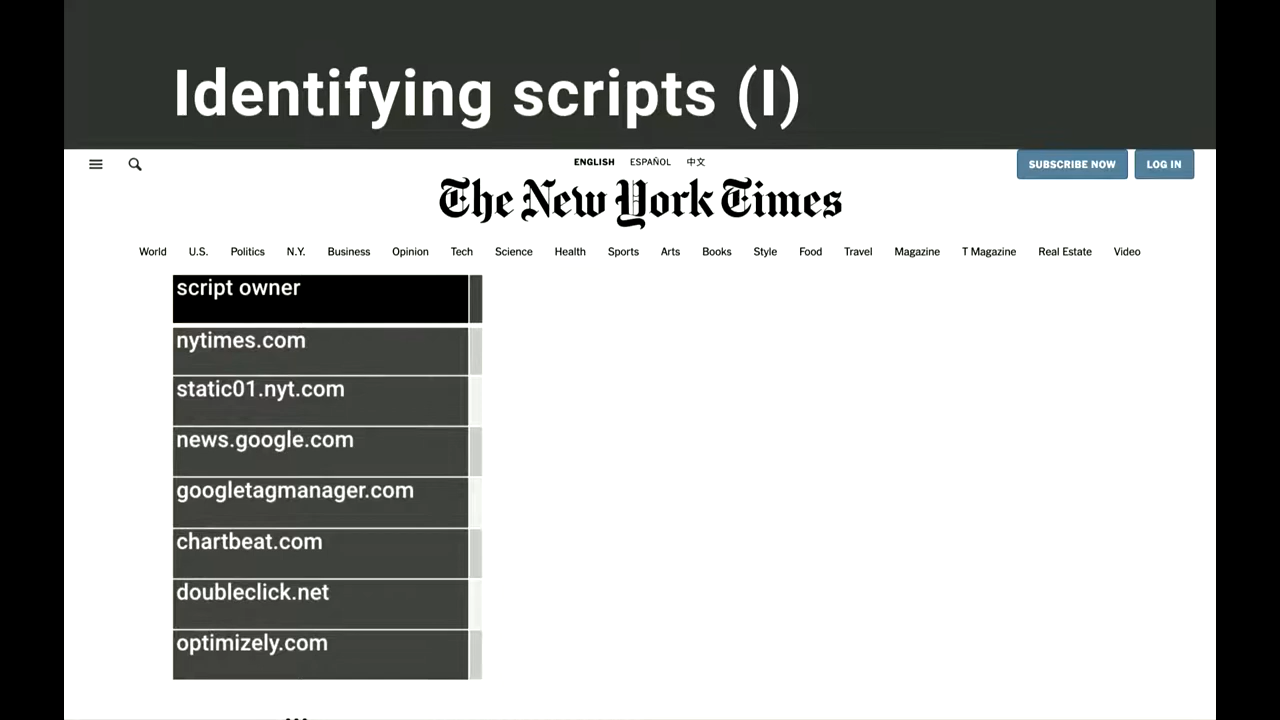 Identifying scripts (I)
ENGLISH ESPAÑOL 中文
SUBSCRIBE NOW LOG IN
The New York Times
World U.S. Politics N.Y. Business Opinion Tech Science Health Sports Arts Books Style Food Travel Magazine T Magazine Real Estate Video
script owner
nytimes.com
static01.nyt.com
news.google.com
googletagmanager.com
chartbeat.com
doubleclick.net
optimizely.com
...